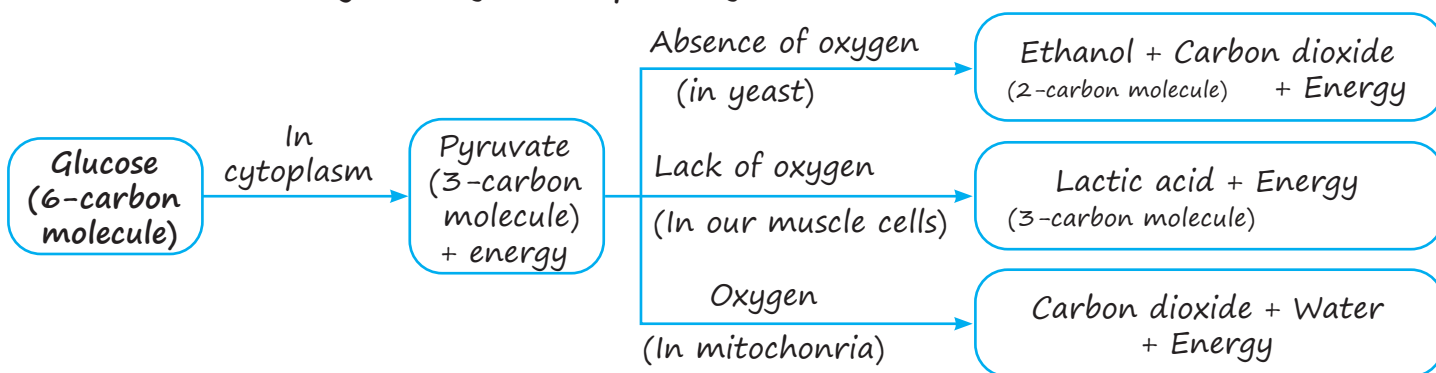 Glucose
(6-carbon
molecule)
In
cytoplasm
Pyruvate
(3-carbon
molecule)
+ energy
Absence of oxygen
(in yeast)
Ethanol + Carbon dioxide
(2-carbon molecule) + Energy
Lack of oxygen
(In our muscle cells)
Lactic acid + Energy
(3-carbon molecule)
Oxygen
(In mitochonria)
Carbon dioxide + Water
+ Energy